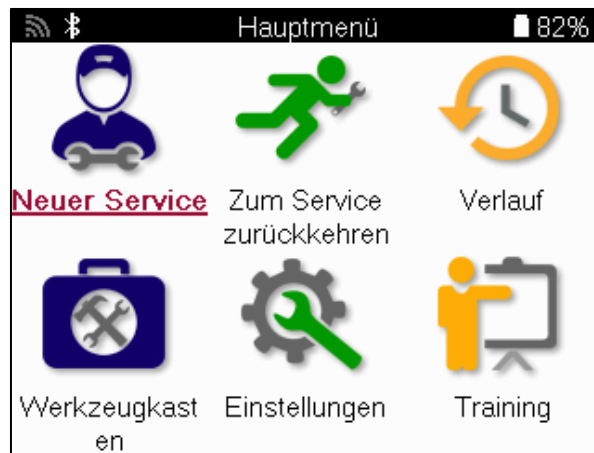 Hauptmenü 82%
Neuer Service
Zum Service
zurückkehren
Verlauf
Werkzeugkast
en
Einstellungen
Training